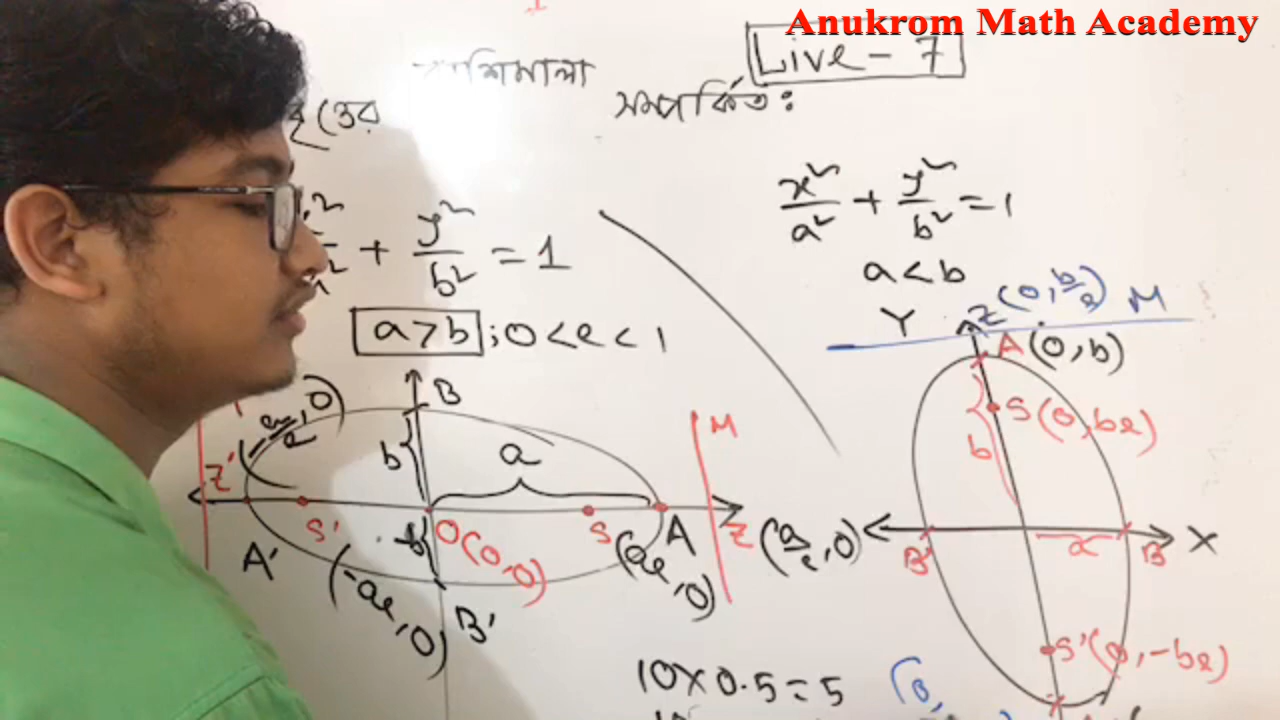 Anukrom Math Academy
Live - 7
সম্পর্কিত:
x²/a² + y²/b² = 1
a < b
+ y²/b² = 1
a > b ; 0 < e < 1
B
b
a
M
Z'
S'
O(0,0)
S
(ae, 0)
A
Z (a/e, 0)
A'
(-ae, 0)
B'
Y
Z(0, b/e) M
A (0, b)
S (0, be)
b
B'
a
B
X
S'(0, -be)
10 x 0.5 = 5